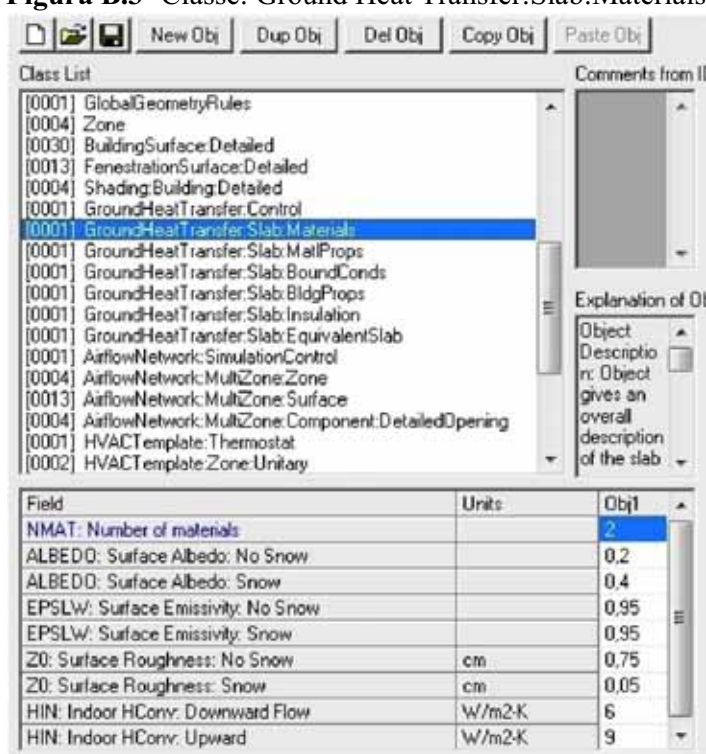 Figura B.3 Classe: Ground Heat Transfer:Slab:Materials
New Obj Dup Obj Del Obj Copy Obj Paste Obj
Class List
Comments from ID
[0001] GlobalGeometryRules
[0004] Zone
[0030] BuildingSurface:Detailed
[0013] FenestrationSurface:Detailed
[0004] Shading:Building:Detailed
[0001] GroundHeatTransfer:Control
[0001] GroundHeatTransfer:Slab:Materials
[0001] GroundHeatTransfer:Slab:MatlProps
[0001] GroundHeatTransfer:Slab:BoundConds
[0001] GroundHeatTransfer:Slab:BldgProps
[0001] GroundHeatTransfer:Slab:Insulation
[0001] GroundHeatTransfer:Slab:EquivalentSlab
[0001] AirflowNetwork:SimulationControl
[0004] AirflowNetwork:MultiZone:Zone
[0013] AirflowNetwork:MultiZone:Surface
[0004] AirflowNetwork:MultiZone:Component:DetailedOpening
[0001] HVACTemplate:Thermostat
[0002] HVACTemplate:Zone:Unitary
Explanation of Ob
Object
Descriptio
n: Object
gives an
overall
description
of the slab
Field Units Obj1
NMAT: Number of materials 2
ALBEDO: Surface Albedo: No Snow 0,2
ALBEDO: Surface Albedo: Snow 0,4
EPSLW: Surface Emissivity: No Snow 0,95
EPSLW: Surface Emissivity: Snow 0,95
Z0: Surface Roughness: No Snow cm 0,75
Z0: Surface Roughness: Snow cm 0,05
HIN: Indoor HConv: Downward Flow W/m2-K 6
HIN: Indoor HConv: Upward W/m2-K 9